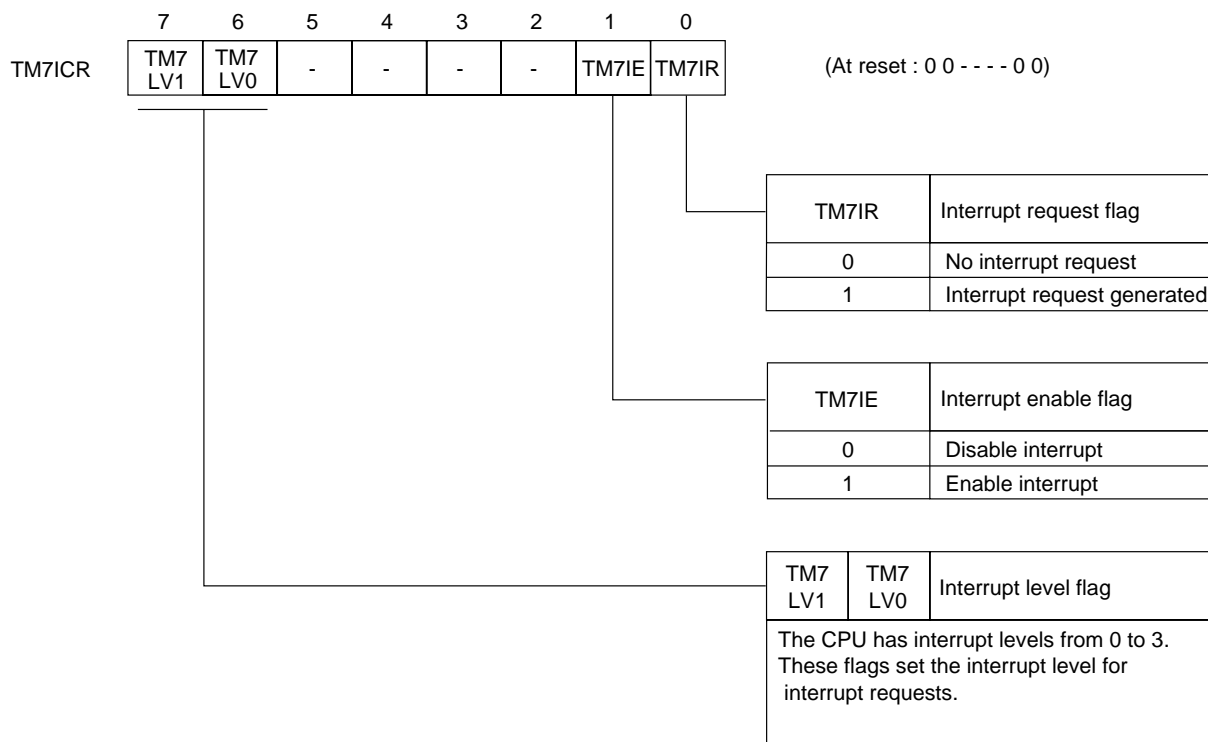 7 6 5 4 3 2 1 0
TM7ICR
TM7 LV1
TM7 LV0
-
-
-
-
TM7IE
TM7IR
(At reset : 0 0 - - - - 0 0)
TM7IR Interrupt request flag
0 No interrupt request
1 Interrupt request generated
TM7IE Interrupt enable flag
0 Disable interrupt
1 Enable interrupt
TM7 LV1
TM7 LV0
Interrupt level flag
The CPU has interrupt levels from 0 to 3.
These flags set the interrupt level for
interrupt requests.